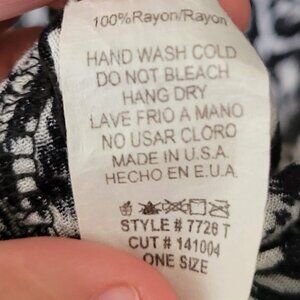 100%Rayon/Rayon
HAND WASH COLD
DO NOT BLEACH
HANG DRY
LAVE FRIO A MANO
NO USAR CLORO
MADE IN U.S.A.
HECHO EN E.U.A.
STYLE # 7726 T
CUT # 141004
ONE SIZE